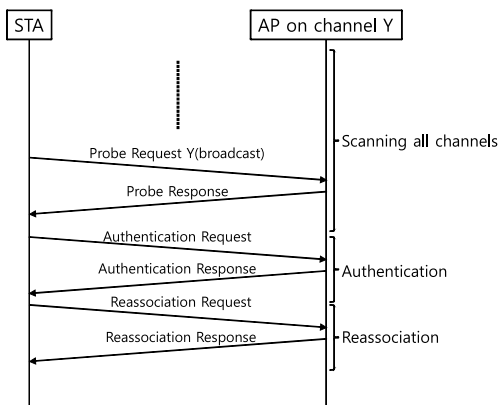 STA
AP on channel Y
Scanning all channels
Probe Request Y(broadcast)
Probe Response
Authentication Request
Authentication Response
Authentication
Reassociation Request
Reassociation Response
Reassociation